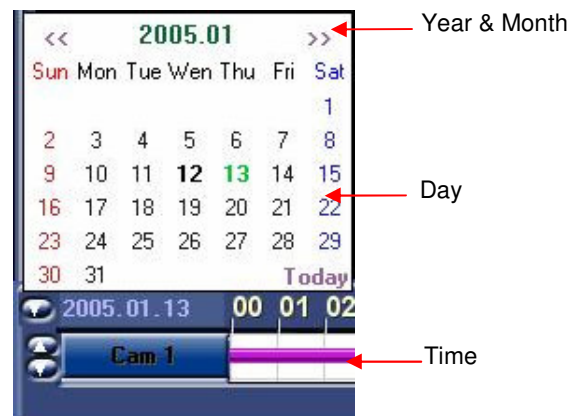 << 2005.01 >> Year & Month
Sun Mon Tue Wen Thu Fri Sat
1
2 3 4 5 6 7 8
9 10 11 12 13 14 15
Day
16 17 18 19 20 21 22
23 24 25 26 27 28 29
30 31 Today
2005.01.13 00 01 02
Cam 1 Time